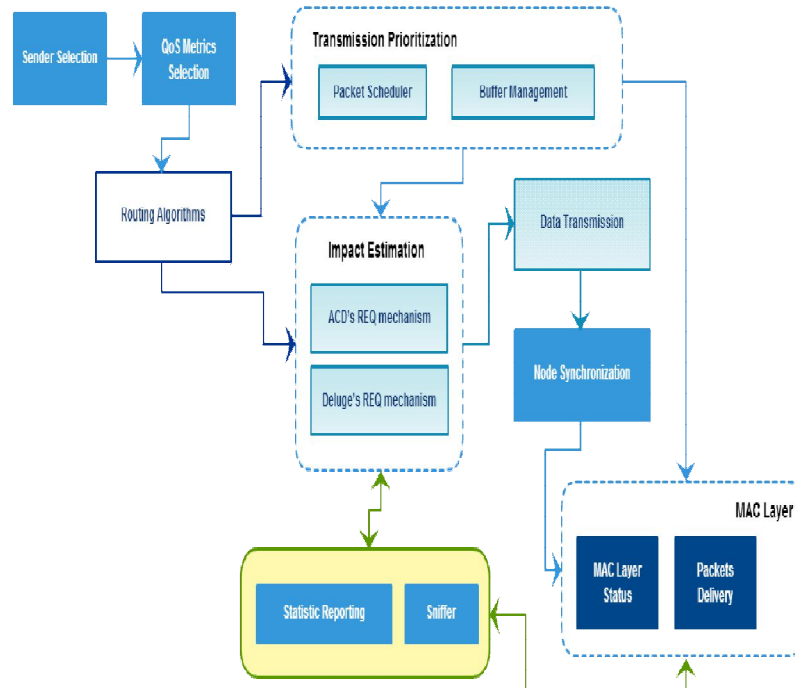 Transmission Prioritization
Sender Selection
QoS Metrics
Selection
Packet Scheduler
Buffer Management
Routing Algorithms
Data Transmission
Impact Estimation
ACD's REQ mechanism
Deluge's REQ mechanism
Node Synchronization
MAC Layer
MAC Layer
Status
Packets
Delivery
Statistic Reporting
Sniffer